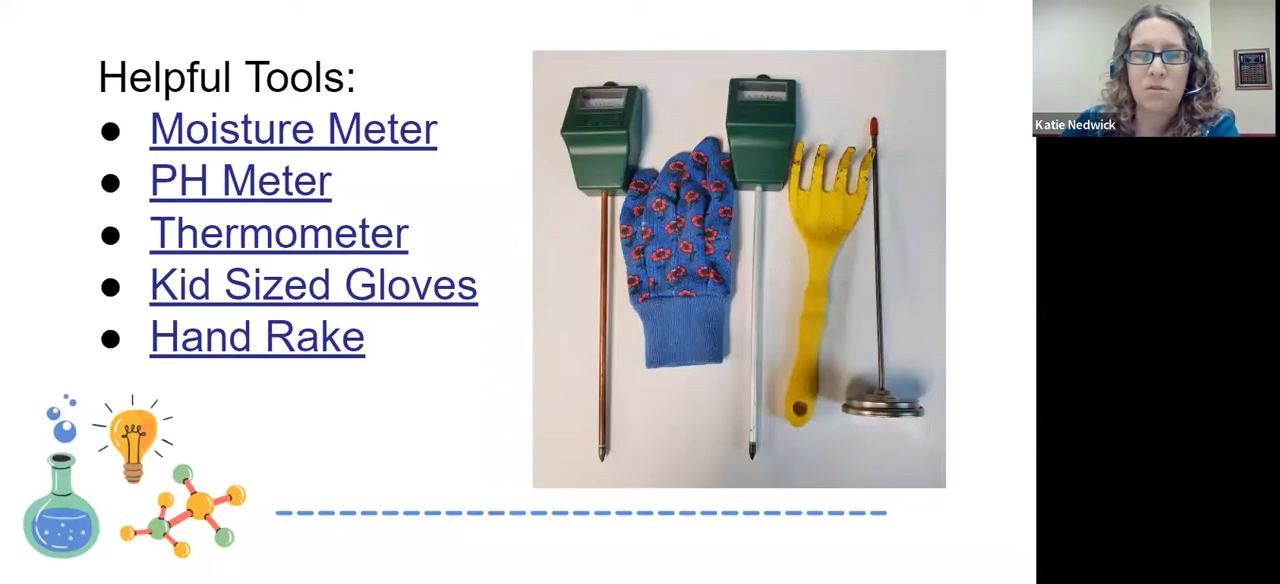 Helpful Tools:
● Moisture Meter
● PH Meter
● Thermometer
● Kid Sized Gloves
● Hand Rake
Katie Nedwick